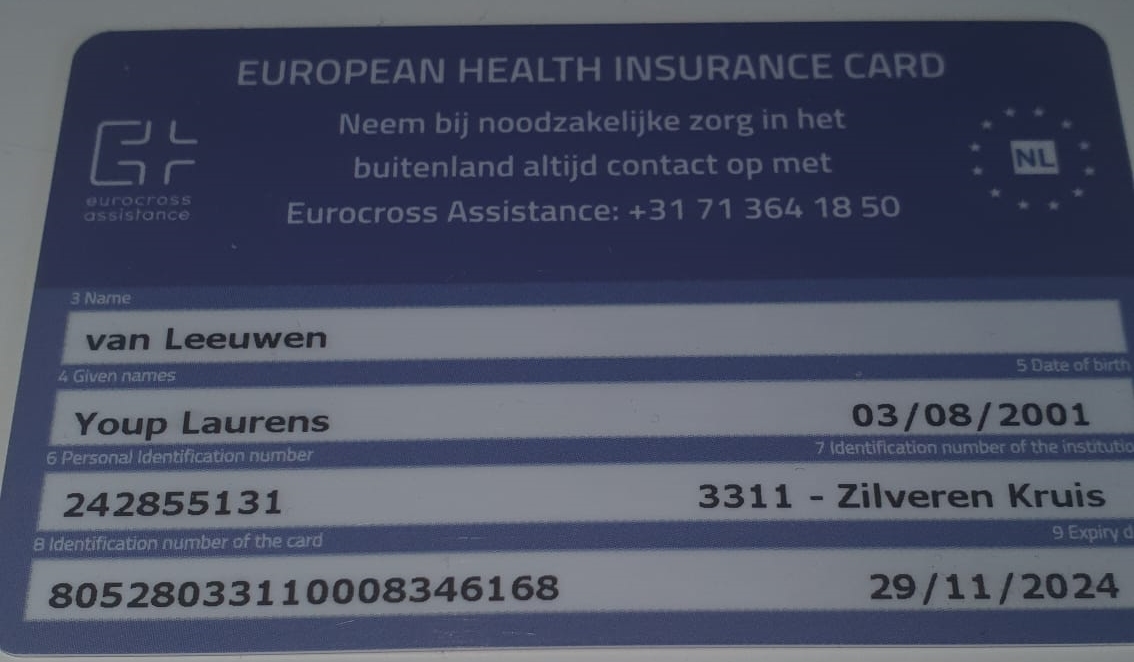 EUROPEAN HEALTH INSURANCE CARD
Neem bij noodzakelijke zorg in het
buitenland altijd contact op met
Eurocross Assistance: +31 71 364 18 50
eurocross
assistance
NL
3 Name
van Leeuwen
4 Given names
5 Date of birth
Youp Laurens
03/08/2001
6 Personal Identification number
7 Identification number of the institutio
242855131
3311 - Zilveren Kruis
8 Identification number of the card
9 Expiry d
80528033110008346168
29/11/2024